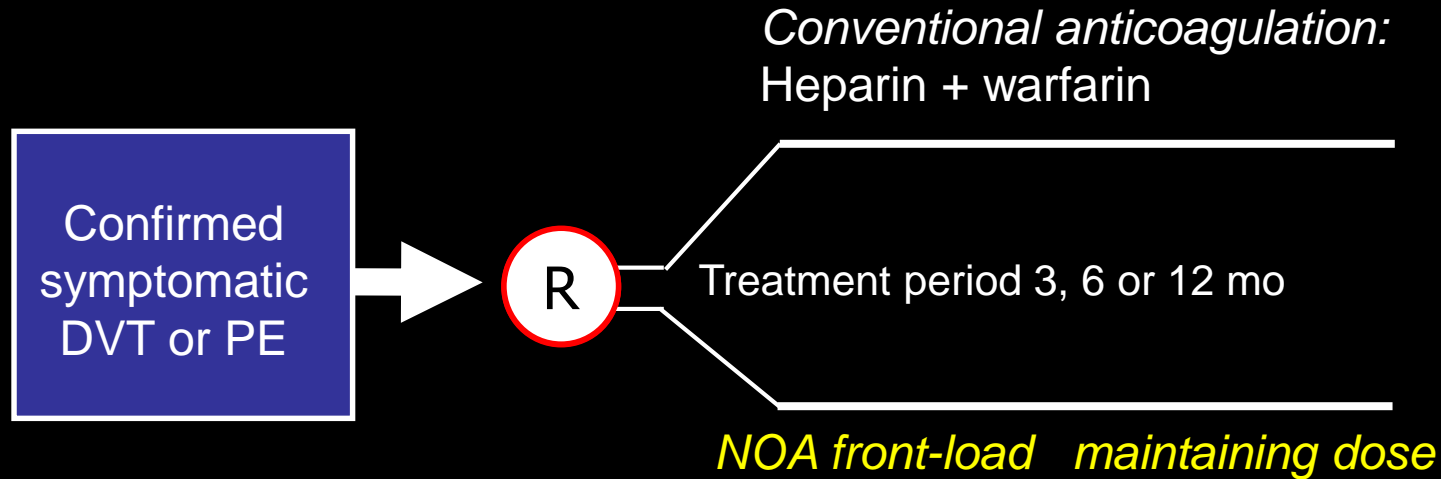 Conventional anticoagulation:
Heparin + warfarin
Confirmed
symptomatic
DVT or PE
R
Treatment period 3, 6 or 12 mo
NOA front-load maintaining dose